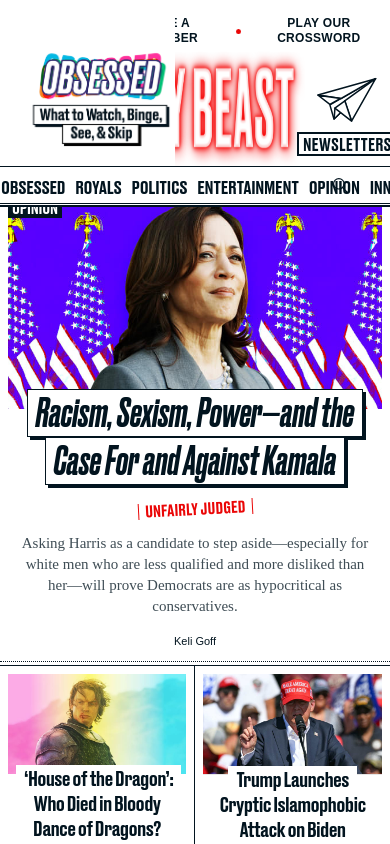 E A
BER
PLAY OUR
CROSSWORD
OBSESSED
What to Watch, Binge,
See, & Skip
Y BEAST
NEWSLETTERS
OBSESSED ROYALS POLITICS ENTERTAINMENT OPINION INN
OPINION
Racism, Sexism, Power—and the
Case For and Against Kamala
UNFAIRLY JUDGED
Asking Harris as a candidate to step aside—especially for
white men who are less qualified and more disliked than
her—will prove Democrats are as hypocritical as
conservatives.
Keli Goff
‘House of the Dragon’:
Who Died in Bloody
Dance of Dragons?
Trump Launches
Cryptic Islamophobic
Attack on Biden